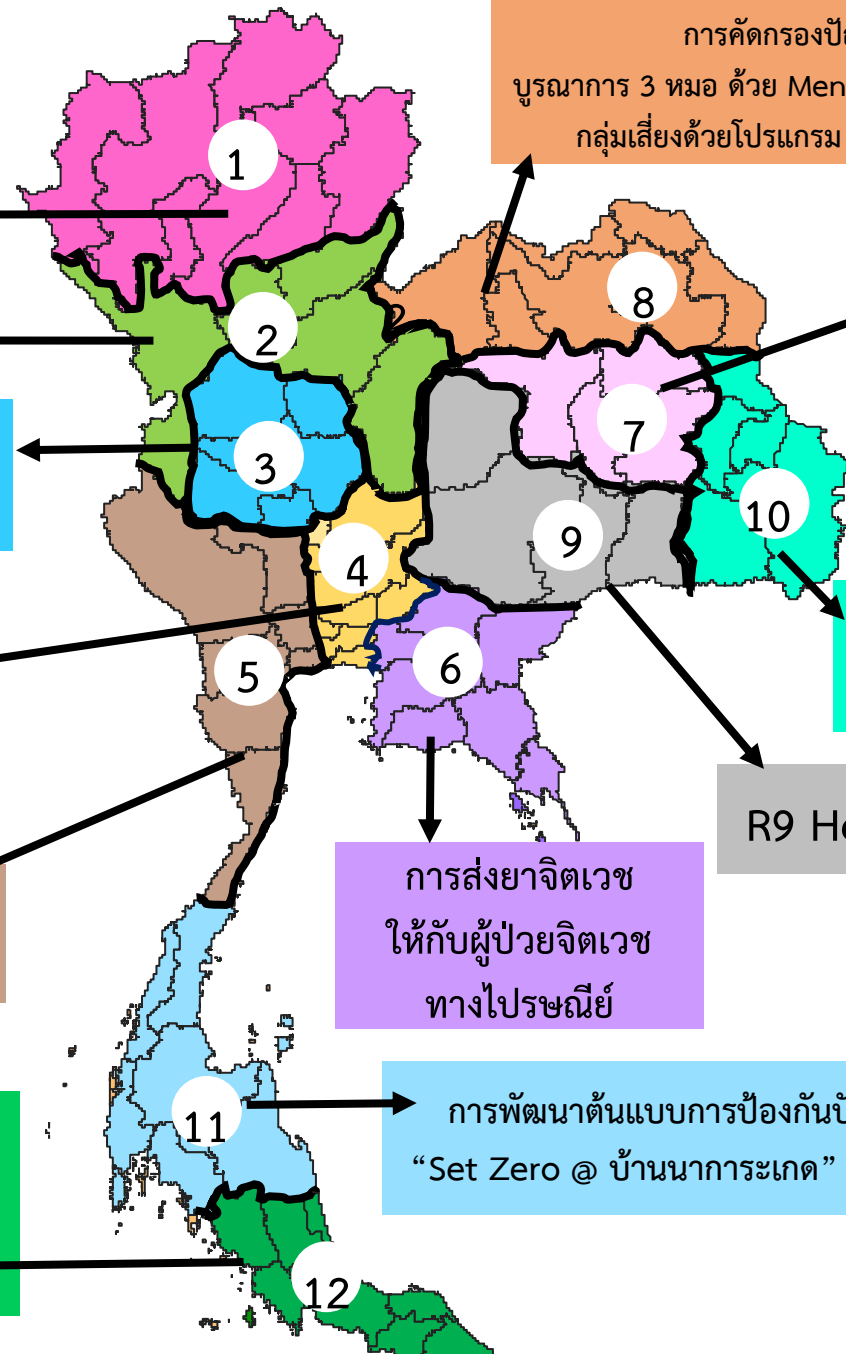 การคัดกรอง
บูรณาการ 3 หมอ ด้วย
กลุ่มเสี่ยงด้วยโปรแกรม
1
8
2
2
7
3
10
9
4
6
5
R9
การส่งยาจิตเวช
ให้กับผู้ป่วยจิตเวช
ทางไปรษณีย์
11
การพัฒนาต้นแบบการป้องกัน
“Set Zero @ บ้านนาการะเกด”
12